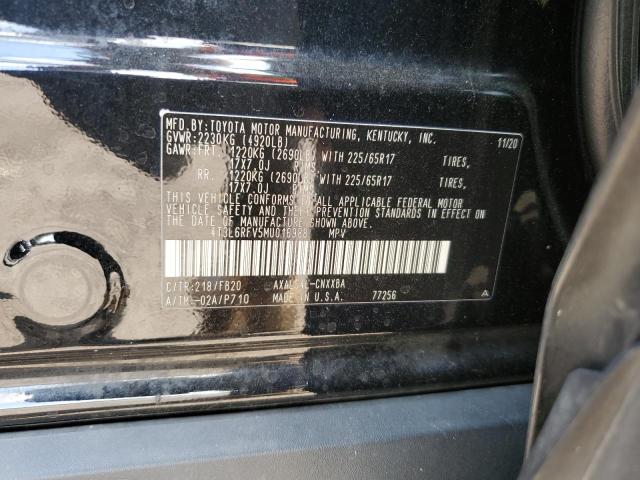 MFD.BY:TOYOTA MOTOR MANUFACTURING, KENTUCKY, INC. 11/20
GVWR:2230KG (4920LB)
GAWR:FRT. 1220KG (2690LB) WITH 225/65R17 TIRES,
17X7.0J RIMS
RR. 1220KG (2690LB) WITH 225/65R17 TIRES,
17X7.0J RIMS
THIS VEHICLE CONFORMS TO ALL APPLICABLE FEDERAL MOTOR
VEHICLE SAFETY AND THEFT PREVENTION STANDARDS IN EFFECT
ON THE DATE OF MANUFACTURE SHOWN ABOVE.
MPV
C/TR:218/FB20
A/TM:-02A/P710 MADE IN U.S.A. 77256 A